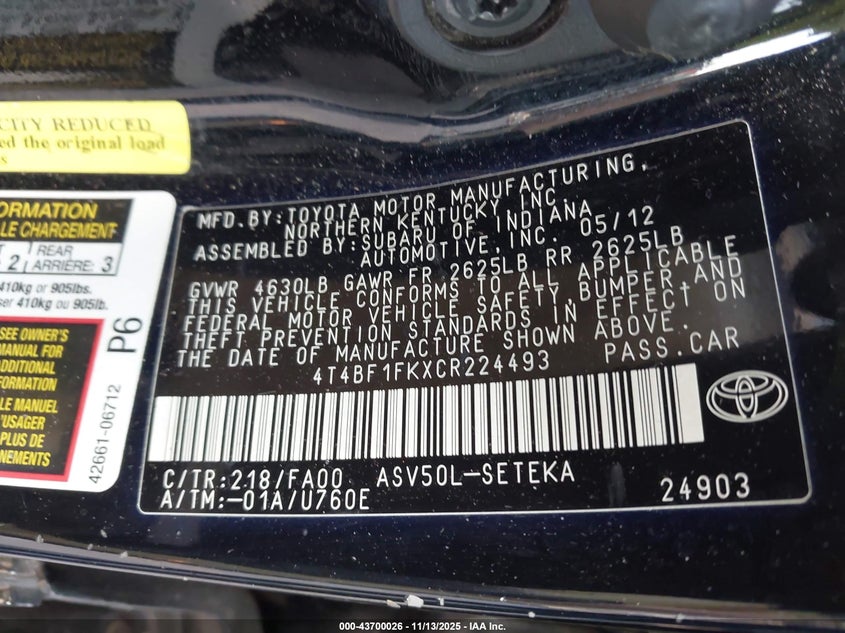 CITY REDUCED
ed the original load
s
FORMATION
LE CHARGEMENT
2 REAR ARRIÈRE: 3
410kg or 905lbs.
ser 410kg ou 905lb.
SEE OWNER'S
MANUAL FOR
ADDITIONAL
INFORMATION
LE MANUEL
'USAGER
PLUS DE
NEMENTS
P6
42661-06712
MFD.BY:TOYOTA MOTOR MANUFACTURING,
NORTHERN KENTUCKY INC.
ASSEMBLED BY:SUBARU OF INDIANA
AUTOMOTIVE,INC. 05/12
GVWR 4630LB GAWR FR 2625LB RR 2625LB
THIS VEHICLE CONFORMS TO ALL APPLICABLE
FEDERAL MOTOR VEHICLE SAFETY,BUMPER,AND
THEFT PREVENTION STANDARDS IN EFFECT ON
THE DATE OF MANUFACTURE SHOWN ABOVE.
4T4BF1FKXCR224493 PASS.CAR
C/TR:218/FA00 ASV50L-SETEKA
A/TM:-01A/U760E 24903
000-43700026 - 11/13/2025 - IAA Inc.